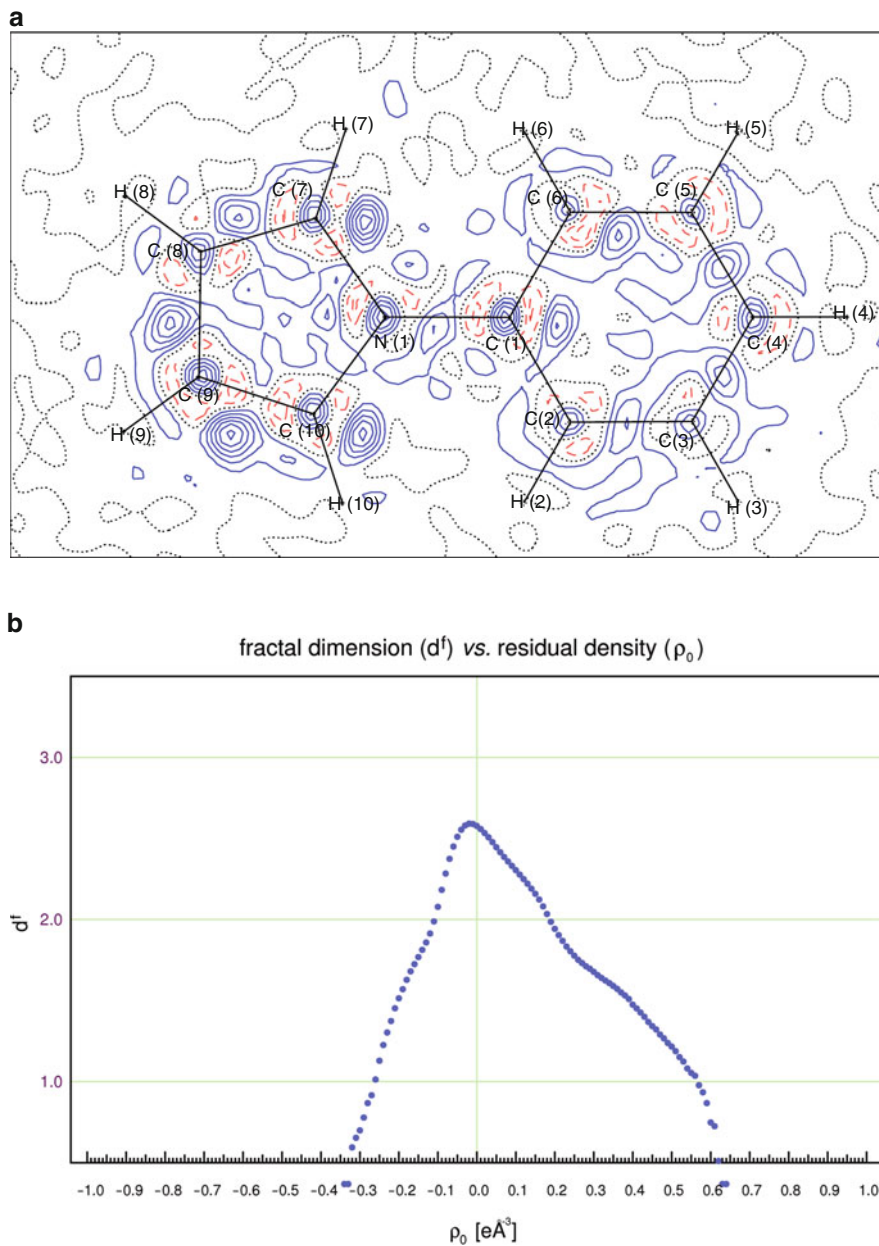 a
H (7)
H (6)
H (5)
H (8)
C (7)
C (6)
C (5)
C (8)
N (1)
C (1)
C (4)
H (4)
C (9)
C (10)
C(2)
C(3)
H (9)
H (10)
H (2)
H (3)
b
fractal dimension (dᶠ) vs. residual density (ρ₀)
3.0
2.0
1.0
dᶠ
-1.0 -0.9 -0.8 -0.7 -0.6 -0.5 -0.4 -0.3 -0.2 -0.1 0.0 0.1 0.2 0.3 0.4 0.5 0.6 0.7 0.8 0.9 1.0
ρ₀ [eÅ⁻³]